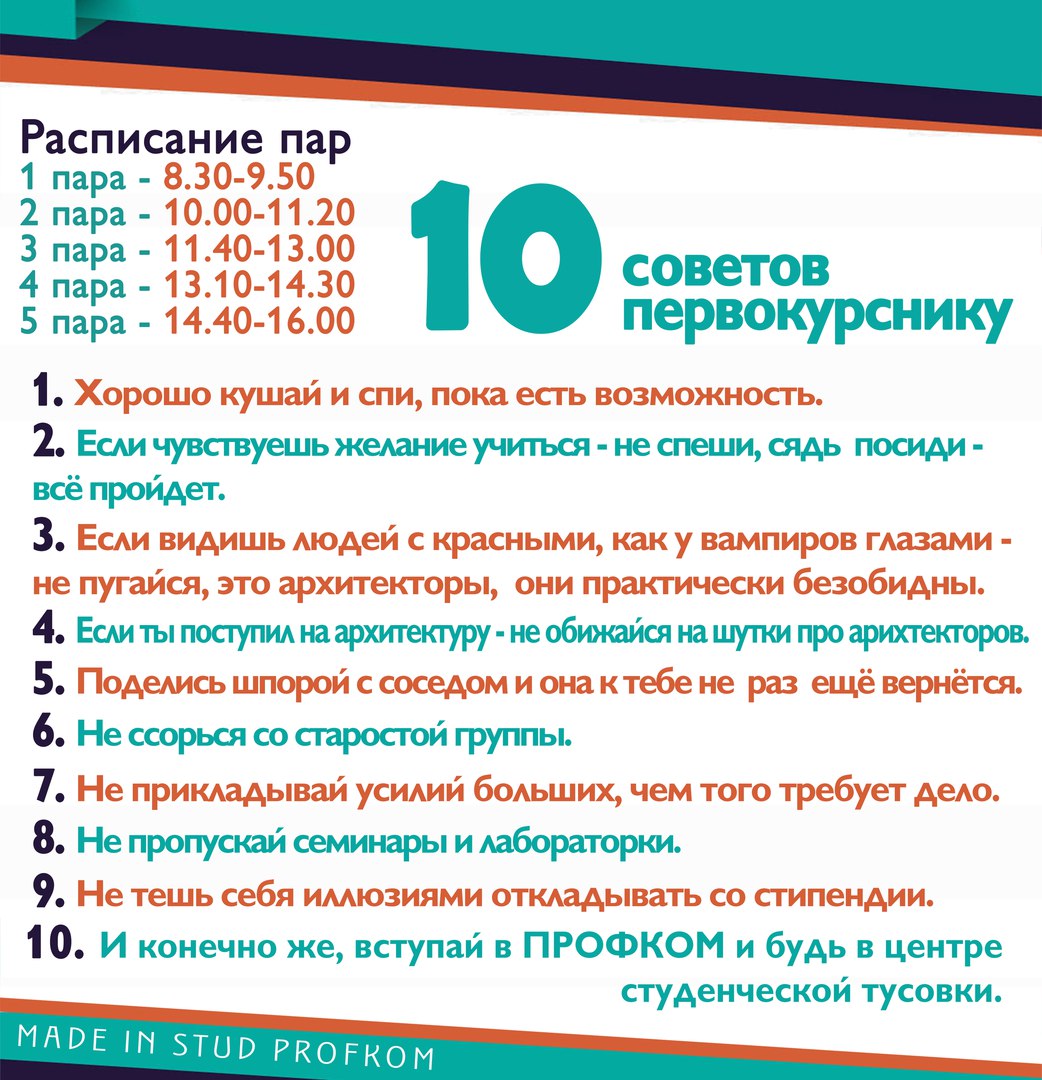 Расписание пар
1 пара - 8.30-9.50
2 пара - 10.00-11.20
3 пара - 11.40-13.00
4 пара - 13.10-14.30
5 пара - 14.40-16.00
10 советов
первокурснику
1. Хорошо кушай и спи, пока есть возможность.
2. Если чувствуешь желание учиться - не спеши, сядь посиди -
всё пройдет.
3. Если видишь людей с красными, как у вампиров глазами -
не пугайся, это архитекторы, они практически безобидны.
4. Если ты поступил на архитектуру - не обижайся на шутки про арихтекторов.
5. Поделись шпорой с соседом и она к тебе не раз ещё вернётся.
6. Не ссорься со старостой группы.
7. Не прикладывай усилий больших, чем того требует дело.
8. Не пропускай семинары и лабораторки.
9. Не тешь себя иллюзиями откладывать со стипендии.
10. И конечно же, вступай в ПРОФКОМ и будь в центре
студенческой тусовки.
MADE IN STUD PROFKOM